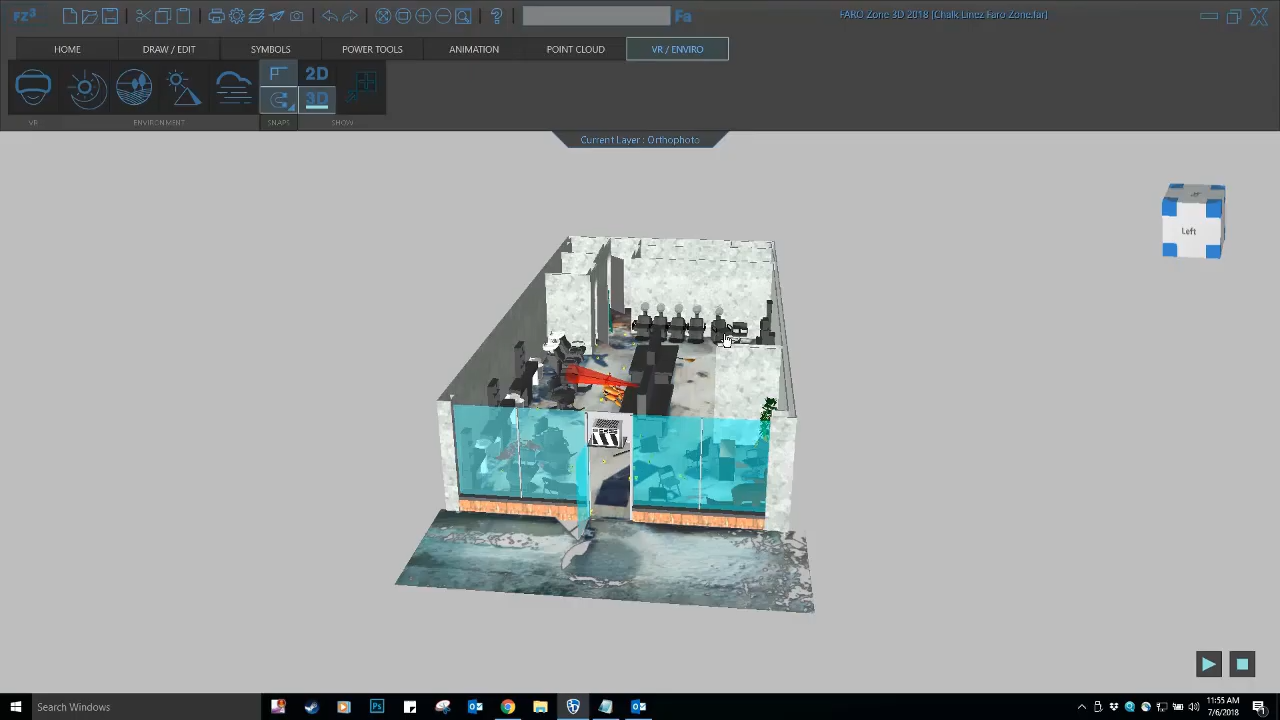 FZ3
Fa
FARO Zone 3D 2018 [Chalk Linez Faro Zone.far]
HOME
DRAW / EDIT
SYMBOLS
POWER TOOLS
ANIMATION
POINT CLOUD
VR / ENVIRO
2D
3D
VR
ENVIRONMENT
SNAPS
SHOW
Current Layer : Orthophoto
Left
Search Windows
11:55 AM
7/6/2018